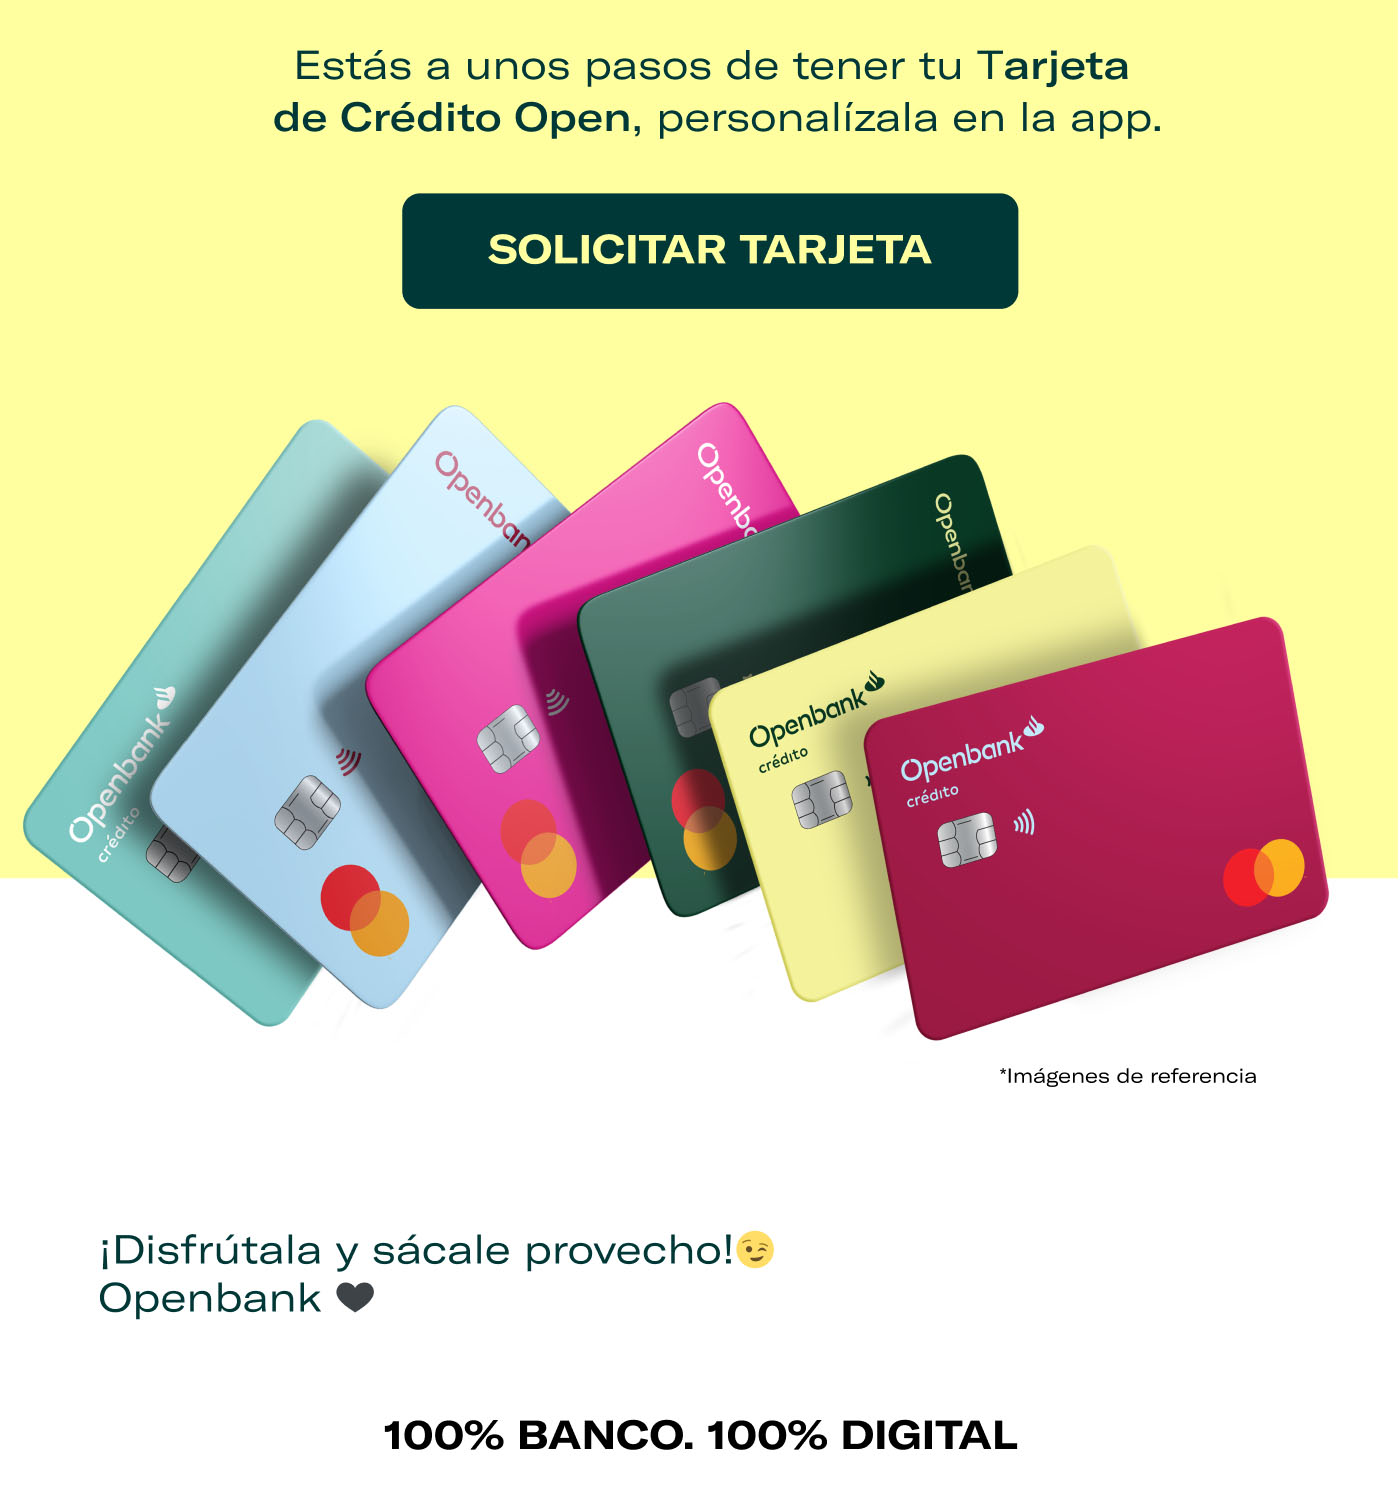 Estás a unos pasos de tener tu Tarjeta
de Crédito Open, personalízala en la app.
SOLICITAR TARJETA
Openbank
crédito
Openban
Openba
Openban
Openbank
crédito
Openbank
crédito
*Imágenes de referencia
¡Disfrútala y sácale provecho!😉
Openbank 🖤
100% BANCO. 100% DIGITAL